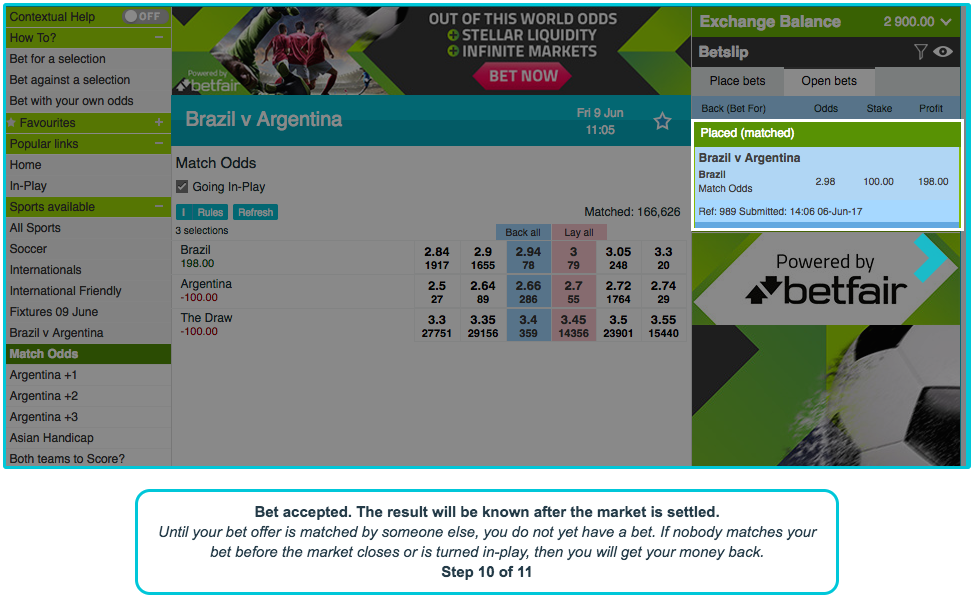 Contextual Help OFF
How To? −
Bet for a selection
Bet against a selection
Bet with your own odds
Favourites +
Popular links −
Home
In-Play
Sports available −
All Sports
Soccer
Internationals
International Friendly
Fixtures 09 June
Brazil v Argentina
Match Odds
Argentina +1
Argentina +2
Argentina +3
Asian Handicap
Both teams to Score?
Powered by
betfair
OUT OF THIS WORLD ODDS
STELLAR LIQUIDITY
INFINITE MARKETS
BET NOW
Brazil v Argentina
Fri 9 Jun
11:05
Match Odds
Going In-Play
i Rules Refresh
Matched: 166,626
3 selections
Back all Lay all
Brazil 2.84 2.9 2.94 3 3.05 3.3
198.00 1917 1655 78 79 248 20
Argentina 2.5 2.64 2.66 2.7 2.72 2.74
-100.00 27 89 286 55 1764 29
The Draw 3.3 3.35 3.4 3.45 3.5 3.55
-100.00 27751 29156 359 14356 23901 15440
Exchange Balance 2 900.00
Betslip
Place bets Open bets
Back (Bet For) Odds Stake Profit
Placed (matched)
Brazil v Argentina
Brazil
Match Odds 2.98 100.00 198.00
Ref: 989 Submitted: 14:06 06-Jun-17
Powered by
betfair
Bet accepted. The result will be known after the market is settled.
Until your bet offer is matched by someone else, you do not yet have a bet. If nobody matches your
bet before the market closes or is turned in-play, then you will get your money back.
Step 10 of 11